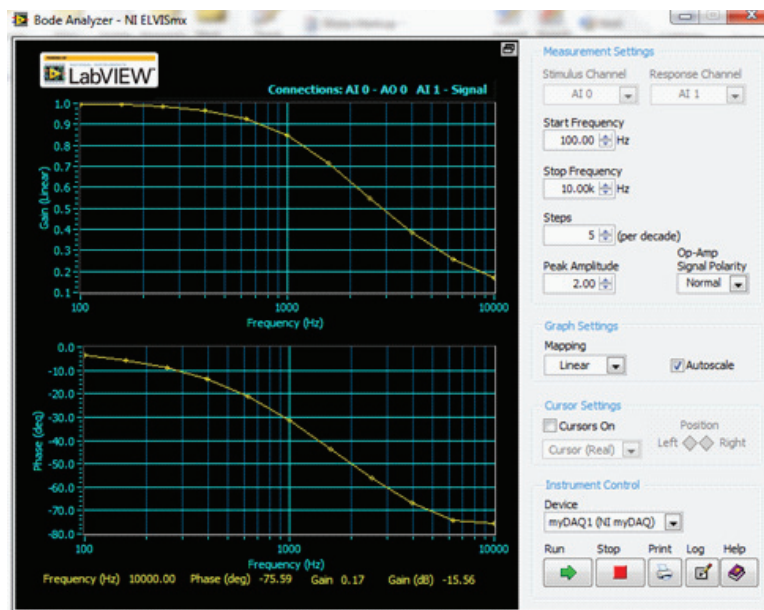 Bode Analyzer - NI ELVISmx
LabVIEW
Connections: AI 0 - AO 0 AI 1 - Signal
Gain (Linear)
1.0
0.9
0.8
0.7
0.6
0.5
0.4
0.3
0.2
0.1
100 1000 10000
Frequency (Hz)
Phase (deg)
0.0
-10.0
-20.0
-30.0
-40.0
-50.0
-60.0
-70.0
-80.0
100 1000 10000
Frequency (Hz)
Frequency (Hz) 10000.00 Phase (deg) -75.59 Gain 0.17 Gain (dB) -15.56
Measurement Settings
Stimulus Channel Response Channel
AI 0 AI 1
Start Frequency
100.00 Hz
Stop Frequency
10.00k Hz
Steps
5 (per decade)
Op-Amp
Peak Amplitude Signal Polarity
2.00 Normal
Graph Settings
Mapping
Linear Autoscale
Cursor Settings
Cursors On Position
Cursor (Real) Left Right
Instrument Control
Device
myDAQ1 (NI myDAQ)
Run Stop Print Log Help